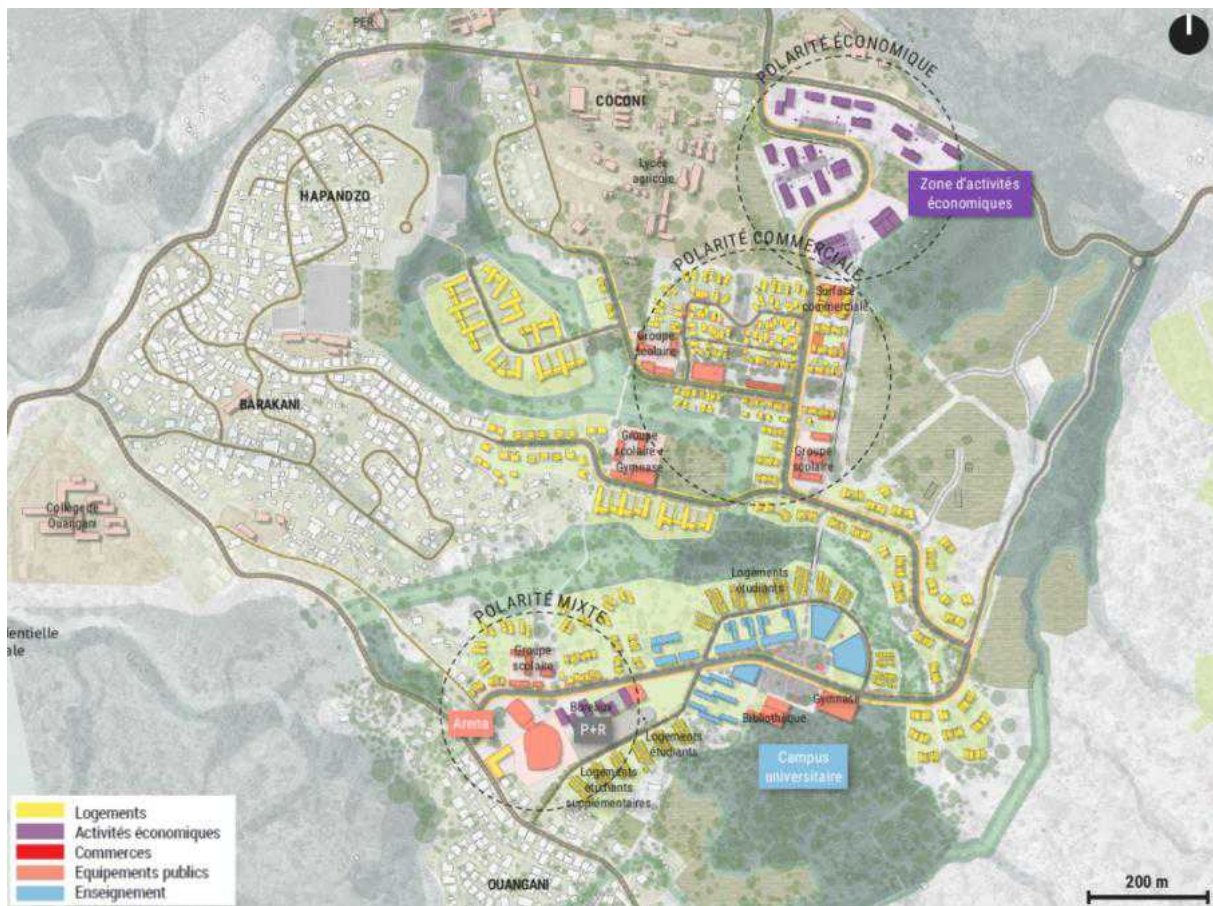 PER
POLARITÉ ÉCONOMIQUE
COCONI
Lycée
agricole
HAPANDZO
Zone d'activités
économiques
POLARITÉ COMMERCIALE
Surface
commerciale
Groupe
scolaire
BARAKANI
Groupe
scolaire +
Gymnase
Groupe
scolaire
Collège de
Ouangani
Logements
étudiants
POLARITÉ MIXTE
dentielle
ale
Groupe
scolaire
Arena
Bureaux
P+R
Gymnase
Bibliothèque
Logements
étudiants
Campus
universitaire
Logements
étudiants
supplémentaires
OUANGANI
Logements
Activités économiques
Commerces
Equipements publics
Enseignement
200 m